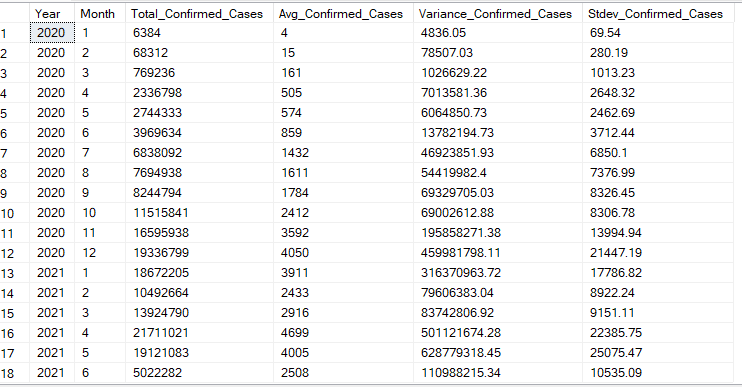 Year Month Total_Confirmed_Cases Avg_Confirmed_Cases Variance_Confirmed_Cases Stdev_Confirmed_Cases
1 2020 1 6384 4 4836.05 69.54
2 2020 2 68312 15 78507.03 280.19
3 2020 3 769236 161 1026629.22 1013.23
4 2020 4 2336798 505 7013581.36 2648.32
5 2020 5 2744333 574 6064850.73 2462.69
6 2020 6 3969634 859 13782194.73 3712.44
7 2020 7 6838092 1432 46923851.93 6850.1
8 2020 8 7694938 1611 54419982.4 7376.99
9 2020 9 8244794 1784 69329705.03 8326.45
10 2020 10 11515841 2412 69002612.88 8306.78
11 2020 11 16595938 3592 195858271.38 13994.94
12 2020 12 19336799 4050 459981798.11 21447.19
13 2021 1 18672205 3911 316370963.72 17786.82
14 2021 2 10492664 2433 79606383.04 8922.24
15 2021 3 13924790 2916 83742806.92 9151.11
16 2021 4 21711021 4699 501121674.28 22385.75
17 2021 5 19121083 4005 628779318.45 25075.47
18 2021 6 5022282 2508 110988215.34 10535.09